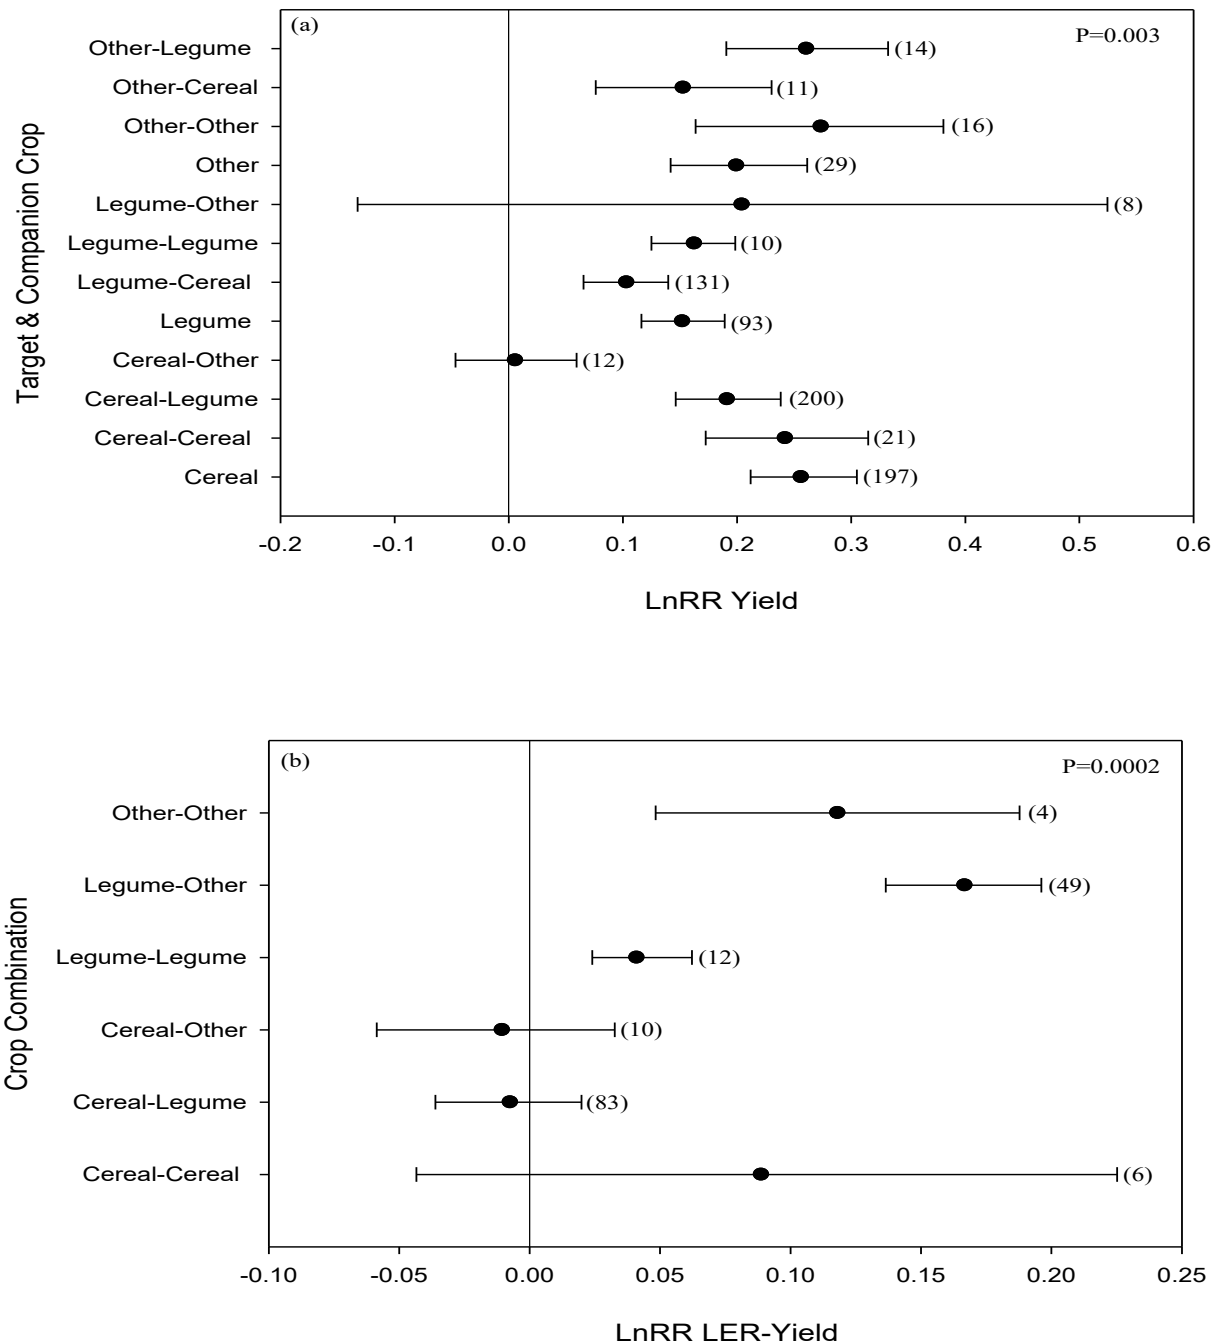 (a)
P=0.003
Target & Companion Crop
Other-Legume (14)
Other-Cereal (11)
Other-Other (16)
Other (29)
Legume-Other (8)
Legume-Legume (10)
Legume-Cereal (131)
Legume (93)
Cereal-Other (12)
Cereal-Legume (200)
Cereal-Cereal (21)
Cereal (197)
-0.2 -0.1 0.0 0.1 0.2 0.3 0.4 0.5 0.6
LnRR Yield
(b)
P=0.0002
Crop Combination
Other-Other (4)
Legume-Other (49)
Legume-Legume (12)
Cereal-Other (10)
Cereal-Legume (83)
Cereal-Cereal (6)
-0.10 -0.05 0.00 0.05 0.10 0.15 0.20 0.25
LnRR LER-Yield